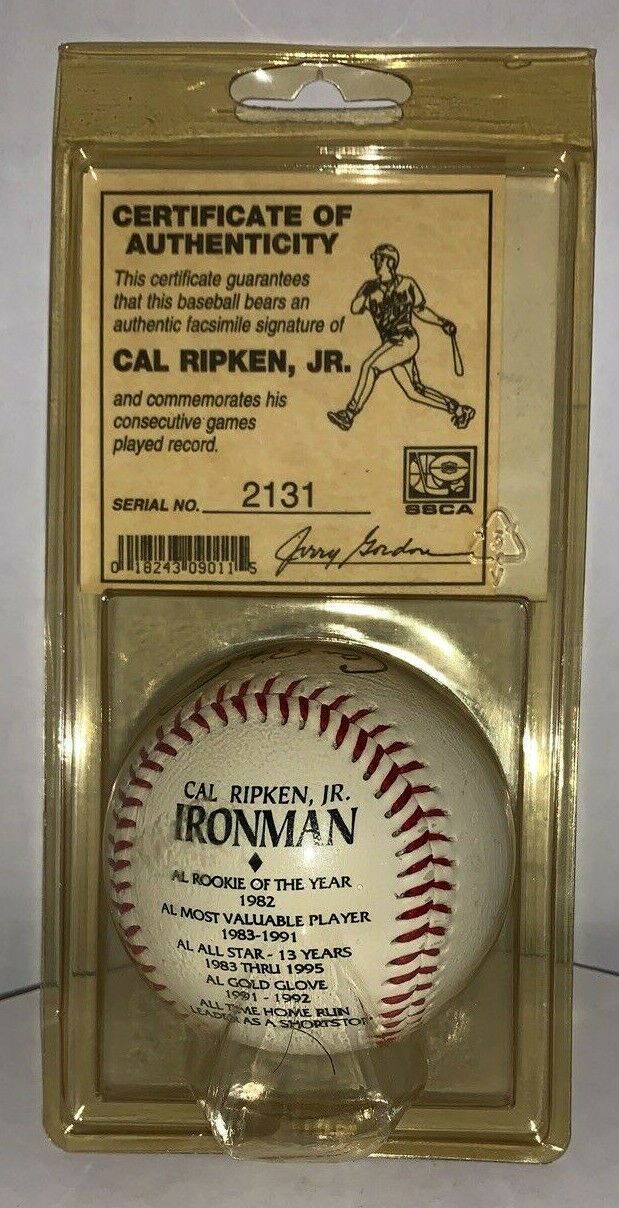 CERTIFICATE OF
AUTHENTICITY
This certificate guarantees
that this baseball bears an
authentic facsimile signature of
CAL RIPKEN, JR.
and commemorates his
consecutive games
played record.
SERIAL NO. 2131
SSCA
0 18243 09011 5
Jerry Gordon
CAL RIPKEN, JR.
IRONMAN
AL ROOKIE OF THE YEAR
1982
AL MOST VALUABLE PLAYER
1983-1991
AL ALL STAR - 13 YEARS
1983 THRU 1995
AL GOLD GLOVE
1991 - 1992
ALL TIME HOME RUN
LEADER AS A SHORTSTOP